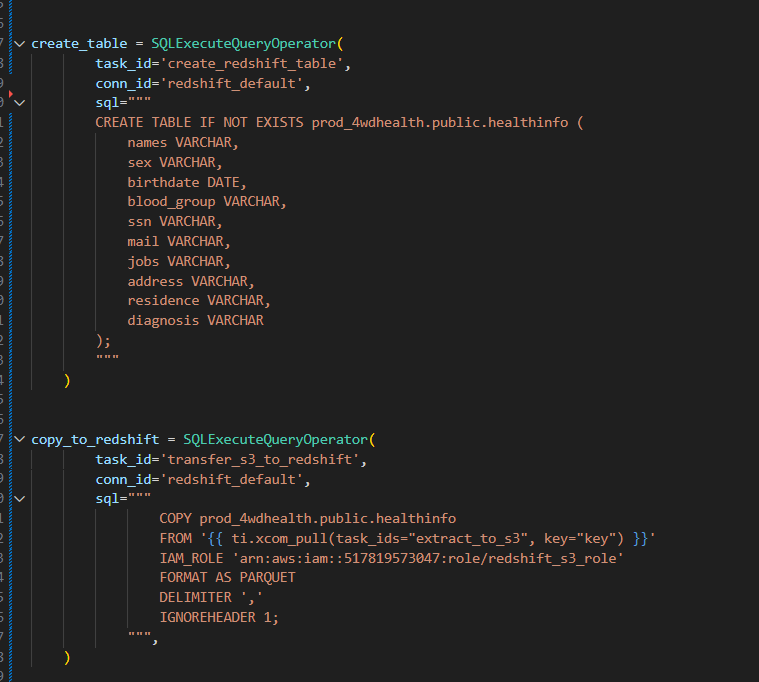 create_table = SQLExecuteQueryOperator(
task_id='create_redshift_table',
conn_id='redshift_default',
sql="""
CREATE TABLE IF NOT EXISTS prod_4wdhealth.public.healthinfo (
names VARCHAR,
sex VARCHAR,
birthdate DATE,
blood_group VARCHAR,
ssn VARCHAR,
mail VARCHAR,
jobs VARCHAR,
address VARCHAR,
residence VARCHAR,
diagnosis VARCHAR
);
"""
)
copy_to_redshift = SQLExecuteQueryOperator(
task_id='transfer_s3_to_redshift',
conn_id='redshift_default',
sql="""
COPY prod_4wdhealth.public.healthinfo
FROM '{{ ti.xcom_pull(task_ids="extract_to_s3", key="key") }}'
IAM_ROLE 'arn:aws:iam::517819573047:role/redshift_s3_role'
FORMAT AS PARQUET
DELIMITER ','
IGNOREHEADER 1;
""",
)